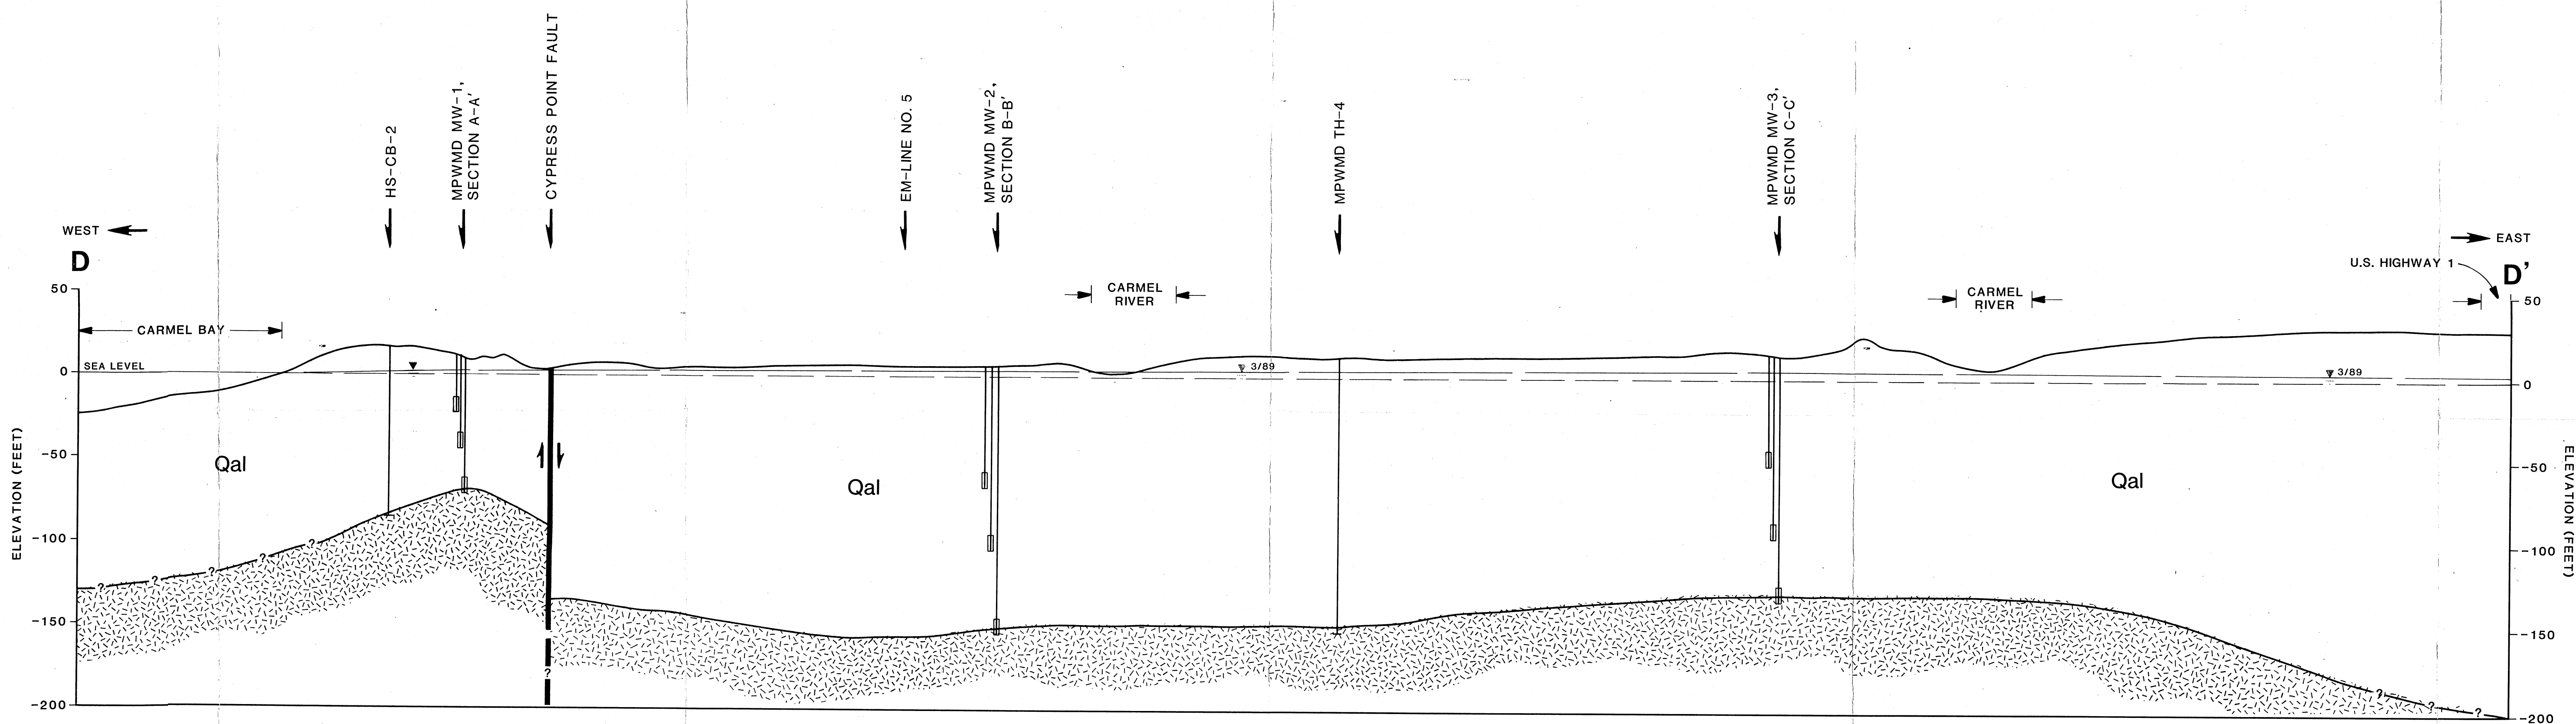 HS-CB-2
MPWMD MW-1,
SECTION A-A'
CYPRESS POINT FAULT
EM-LINE NO. 5
MPWMD MW-2,
SECTION B-B'
MPWMD TH-4
MPWMD MW-3,
SECTION C-C'
WEST
D
EAST
U.S. HIGHWAY 1
D'
CARMEL BAY
CARMEL
RIVER
CARMEL
RIVER
SEA LEVEL
3/89
3/89
50
0
-50
-100
-150
-200
ELEVATION (FEET)
50
0
-50
-100
-150
-200
ELEVATION (FEET)
Qal
Qal
Qal
?
?
?
?
?
?
?
?
?